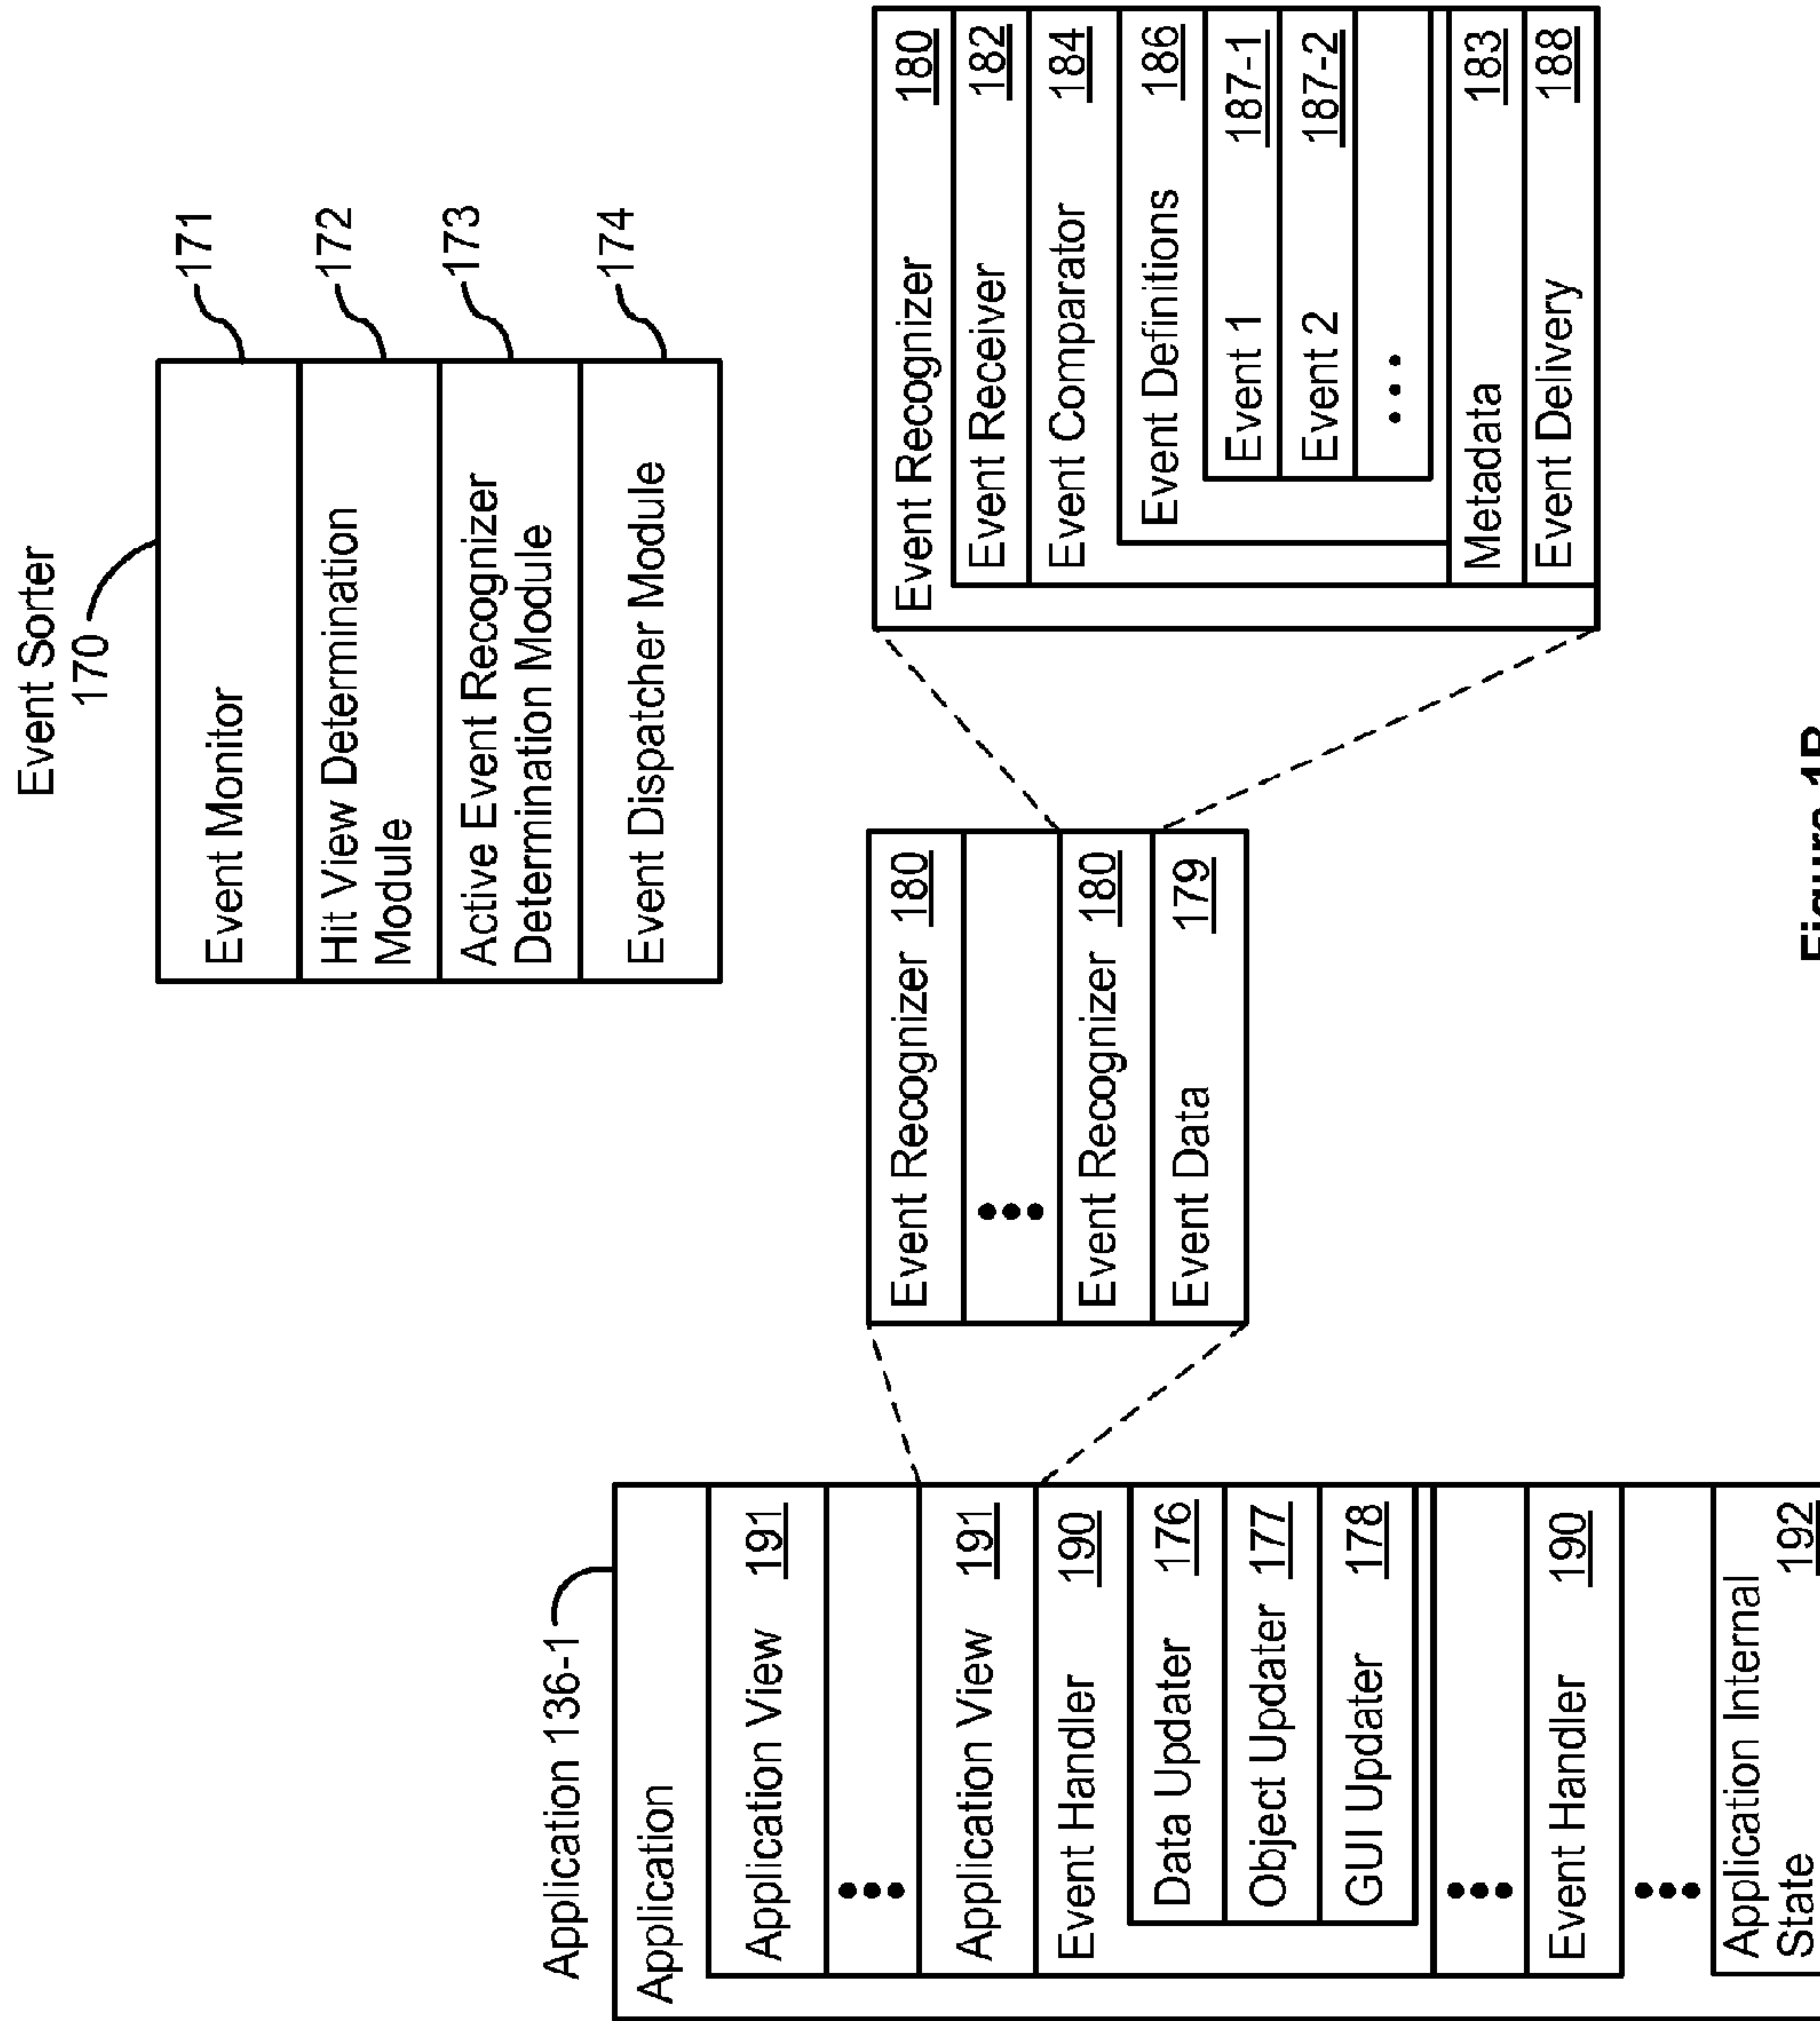 Event Sorter
170
Event Monitor
171
Hit View Determination
Module
172
Active Event Recognizer
Determination Module
173
Event Dispatcher Module
174
Application 136-1
Application
Application View 191
•••
Application View 191
Event Handler 190
Data Updater 176
Object Updater 177
GUI Updater 178
•••
Event Handler 190
•••
Application Internal
State 192
Event Recognizer 180
•••
Event Recognizer 180
Event Data 179
Event Recognizer 180
Event Receiver 182
Event Comparator 184
Event Definitions 186
Event 1 187-1
Event 2 187-2
•••
Metadata 183
Event Delivery 188
Figure 1B